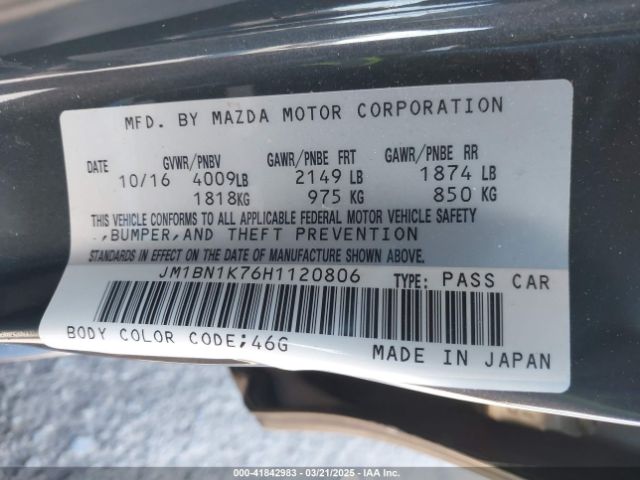 MFD. BY MAZDA MOTOR CORPORATION
DATE GVWR/PNBV GAWR/PNBE FRT GAWR/PNBE RR
10/16 4009LB 2149 LB 1874 LB
1818KG 975 KG 850 KG
THIS VEHICLE CONFORMS TO ALL APPLICABLE FEDERAL MOTOR VEHICLE SAFETY
.,BUMPER,AND THEFT PREVENTION
STANDARDS IN EFFECT ON THE DATE OF MANUFACTURE SHOWN ABOVE.
JM1BN1K76H1120806 TYPE: PASS CAR
BODY COLOR CODE;46G
MADE IN JAPAN
000-41842983 | 03/21/2025 | IAA Inc.